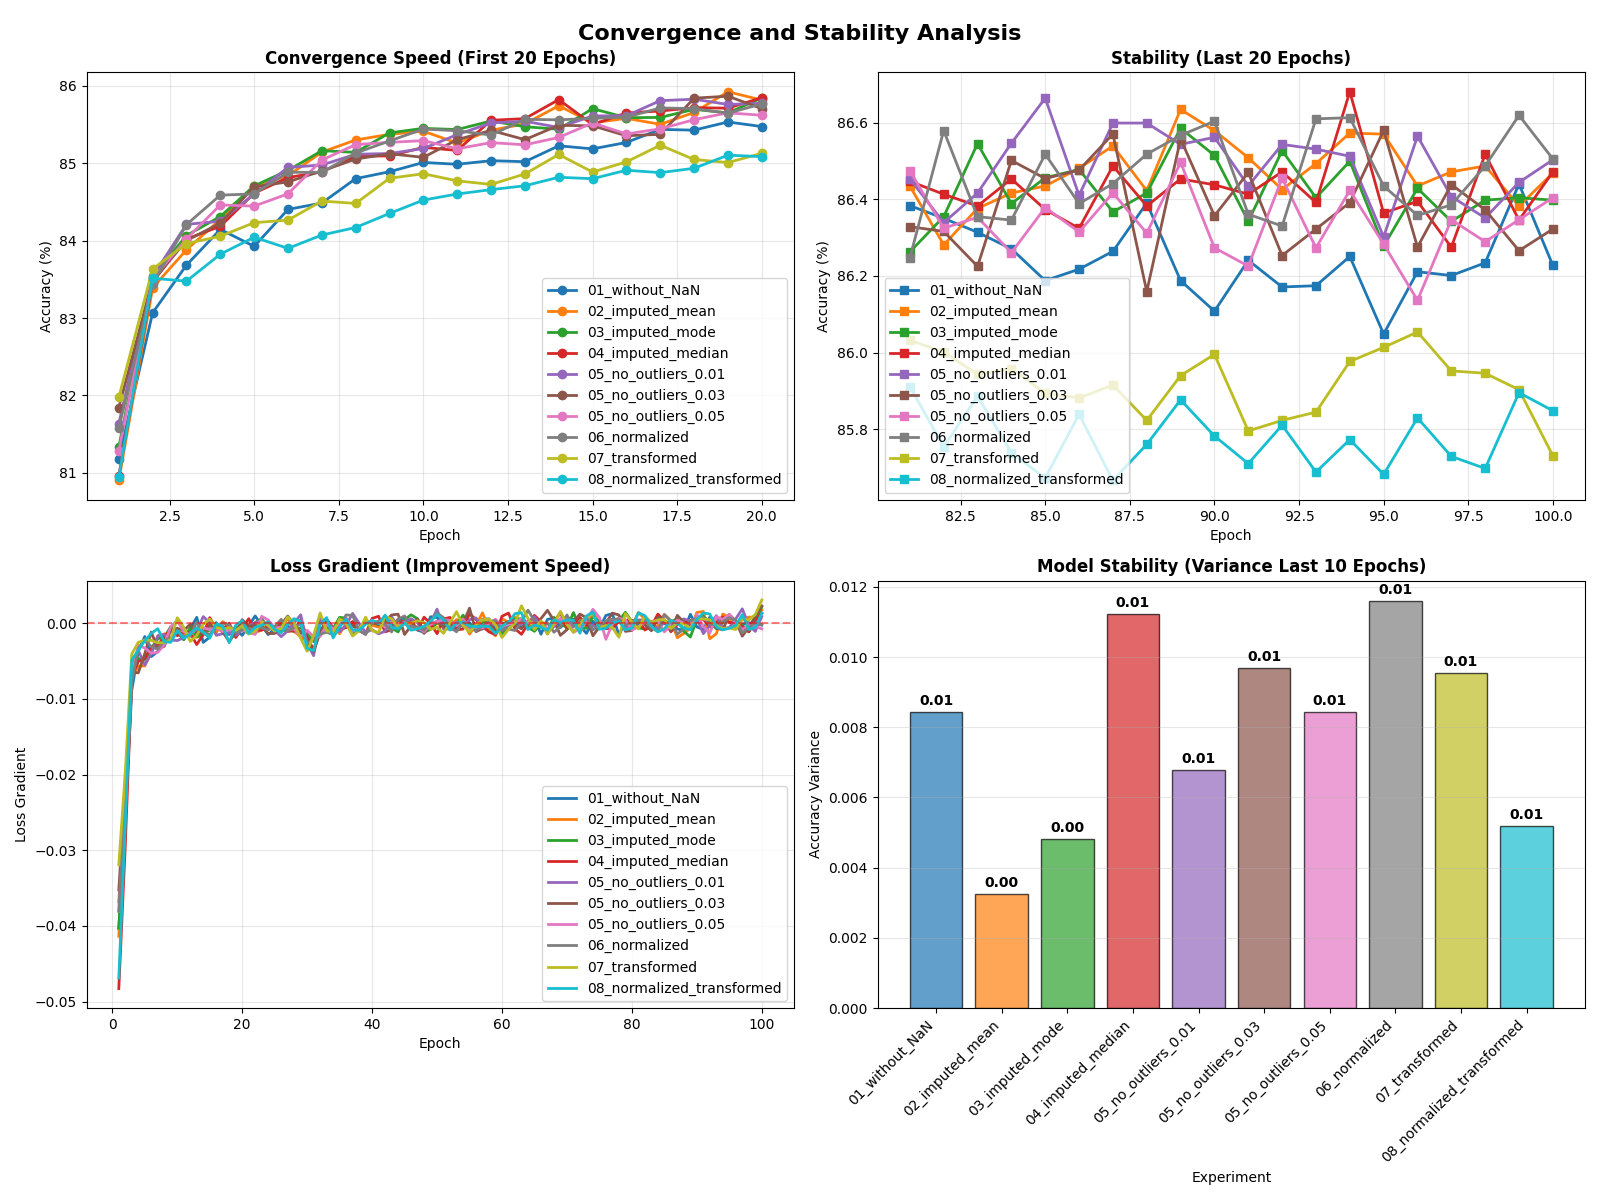 Convergence and Stability Analysis
Convergence Speed (First 20 Epochs)
86
85
84
83
82
81
Accuracy (%)
2.5 5.0 7.5 10.0 12.5 15.0 17.5 20.0
Epoch
01_without_NaN
02_imputed_mean
03_imputed_mode
04_imputed_median
05_no_outliers_0.01
05_no_outliers_0.03
05_no_outliers_0.05
06_normalized
07_transformed
08_normalized_transformed
Stability (Last 20 Epochs)
86.6
86.4
86.2
86.0
85.8
Accuracy (%)
82.5 85.0 87.5 90.0 92.5 95.0 97.5 100.0
Epoch
01_without_NaN
02_imputed_mean
03_imputed_mode
04_imputed_median
05_no_outliers_0.01
05_no_outliers_0.03
05_no_outliers_0.05
06_normalized
07_transformed
08_normalized_transformed
Loss Gradient (Improvement Speed)
0.00
−0.01
−0.02
−0.03
−0.04
−0.05
Loss Gradient
0 20 40 60 80 100
Epoch
01_without_NaN
02_imputed_mean
03_imputed_mode
04_imputed_median
05_no_outliers_0.01
05_no_outliers_0.03
05_no_outliers_0.05
06_normalized
07_transformed
08_normalized_transformed
Model Stability (Variance Last 10 Epochs)
0.012
0.010
0.008
0.006
0.004
0.002
0.000
Accuracy Variance
0.01 0.00 0.00 0.01 0.01 0.01 0.01 0.01 0.01 0.01
01_without_NaN
02_imputed_mean
03_imputed_mode
04_imputed_median
05_no_outliers_0.01
05_no_outliers_0.03
05_no_outliers_0.05
06_normalized
07_transformed
08_normalized_transformed
Experiment